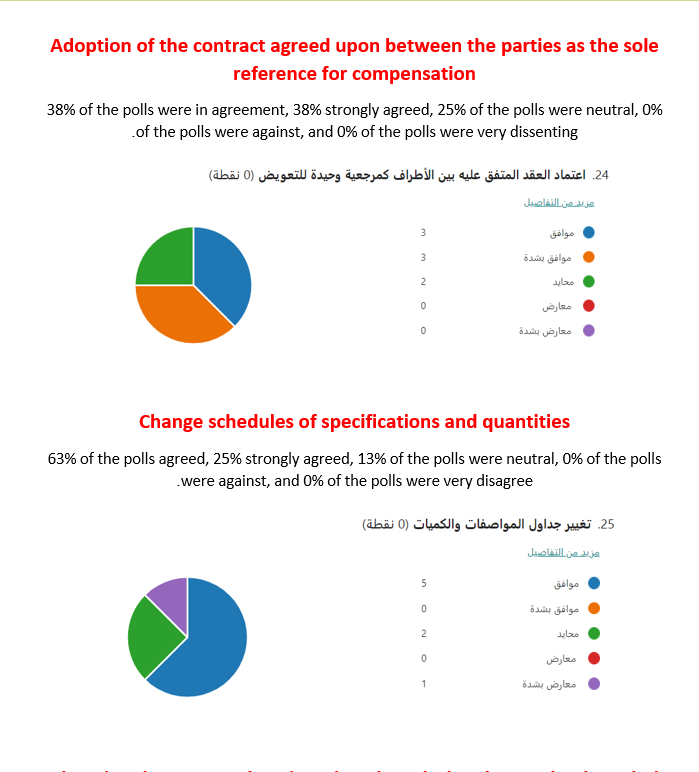 Adoption of the contract agreed upon between the parties as the sole
reference for compensation
38% of the polls were in agreement, 38% strongly agreed, 25% of the polls were neutral, 0%
.of the polls were against, and 0% of the polls were very dissenting
24. اعتماد العقد المتفق عليه بين الأطراف كمرجعية وحيدة للتعويض (0 نقطة)
مزيد من التفاصيل
موافق 3
موافق بشدة 3
محايد 2
معارض 0
معارض بشدة 0
Change schedules of specifications and quantities
63% of the polls agreed, 25% strongly agreed, 13% of the polls were neutral, 0% of the polls
.were against, and 0% of the polls were very disagree
25. تغيير جداول المواصفات والكميات (0 نقطة)
مزيد من التفاصيل
موافق 5
موافق بشدة 0
محايد 2
معارض 0
معارض بشدة 1